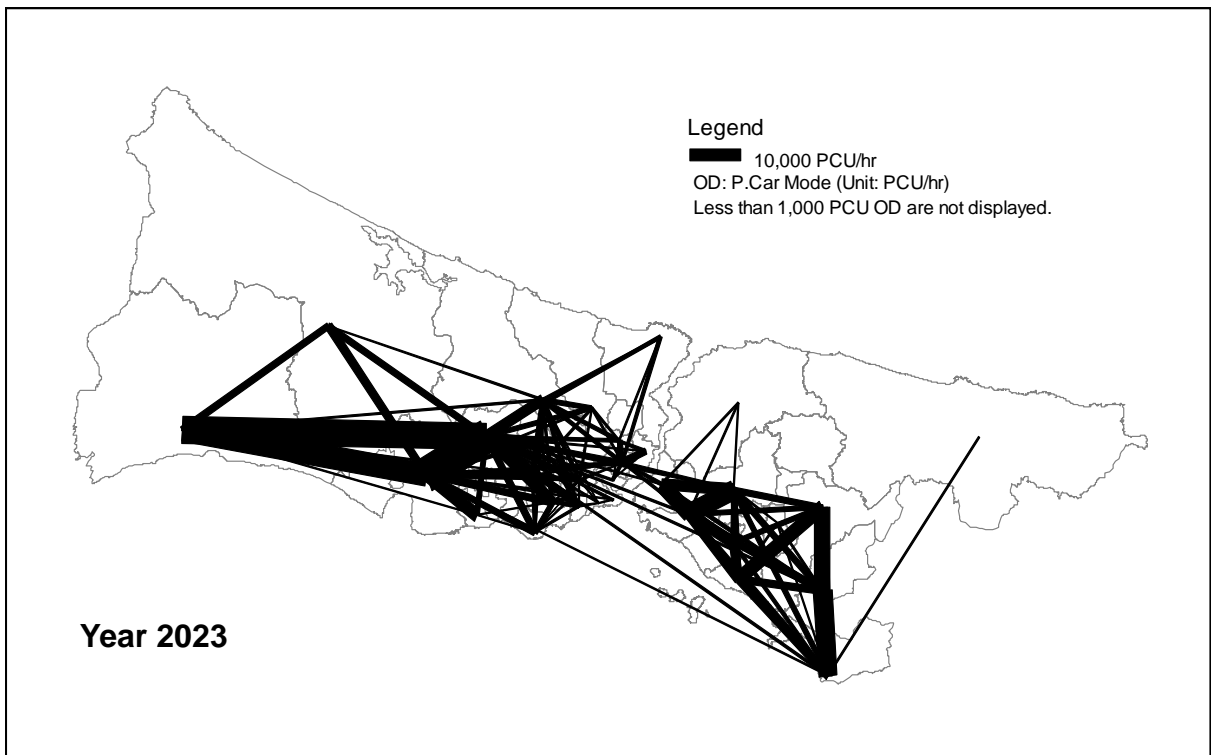 Legend
10,000 PCU/hr
OD: P.Car Mode (Unit: PCU/hr)
Less than 1,000 PCU OD are not displayed.
Year 2023